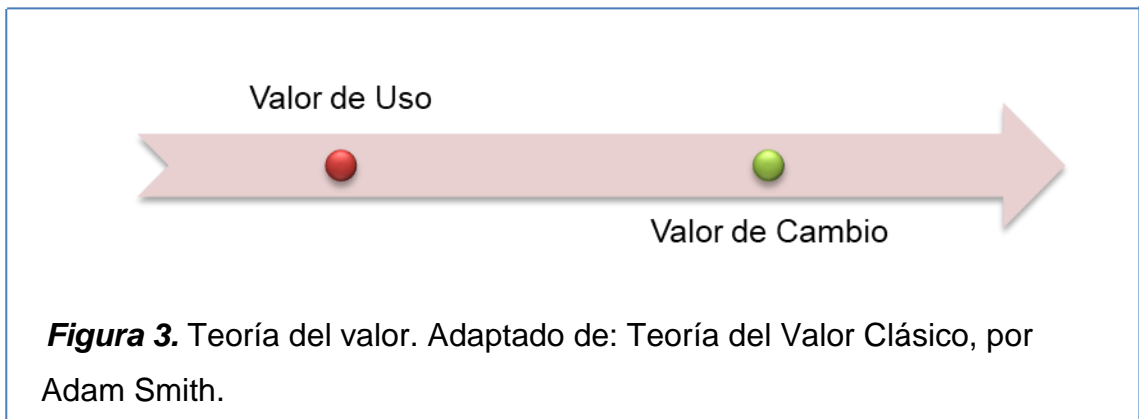 Valor de Uso
Valor de Cambio
Figura 3. Teoría del valor. Adaptado de: Teoría del Valor Clásico, por
Adam Smith.